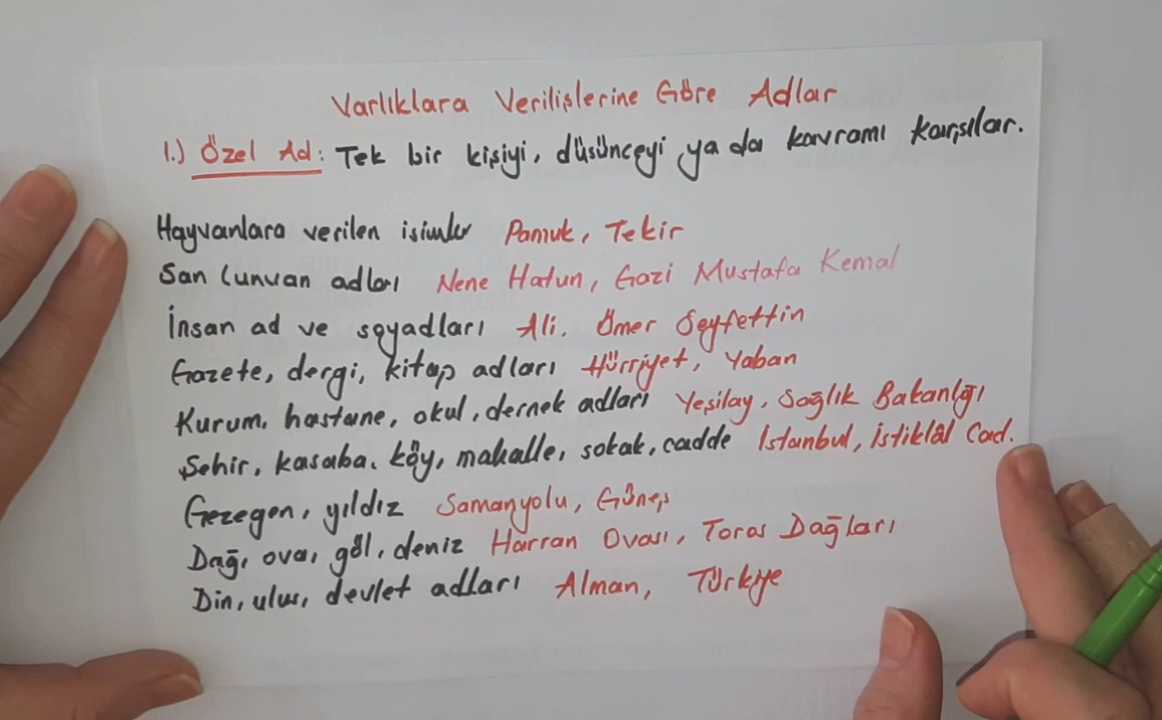 Varlıklara Verilişlerine Göre Adlar
1.) Özel Ad: Tek bir kişiyi, düşünceyi ya da kavramı karşılar.
Hayvanlara verilen isimler Pamuk, Tekir
San (unvan adları Nene Hatun, Gazi Mustafa Kemal
İnsan ad ve soyadları Ali, Ömer Seyfettin
Gazete, dergi, kitap adları Hürriyet, Yaban
Kurum, hastane, okul, dernek adları Yeşilay, Sağlık Bakanlığı
Şehir, kasaba, köy, mahalle, sokak, cadde İstanbul, İstiklâl Cad.
Gezegen, yıldız Samanyolu, Güneş
Dağ, ova, göl, deniz Harran Ovası, Toros Dağları
Din, ulus, devlet adları Alman, Türkiye